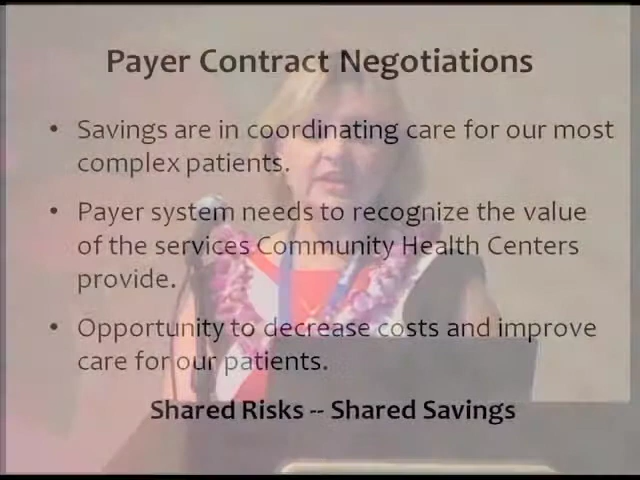 Payer Contract Negotiations
• Savings are in coordinating care for our most
complex patients.
• Payer system needs to recognize the value
of the services Community Health Centers
provide.
• Opportunity to decrease costs and improve
care for our patients.
Shared Risks -- Shared Savings